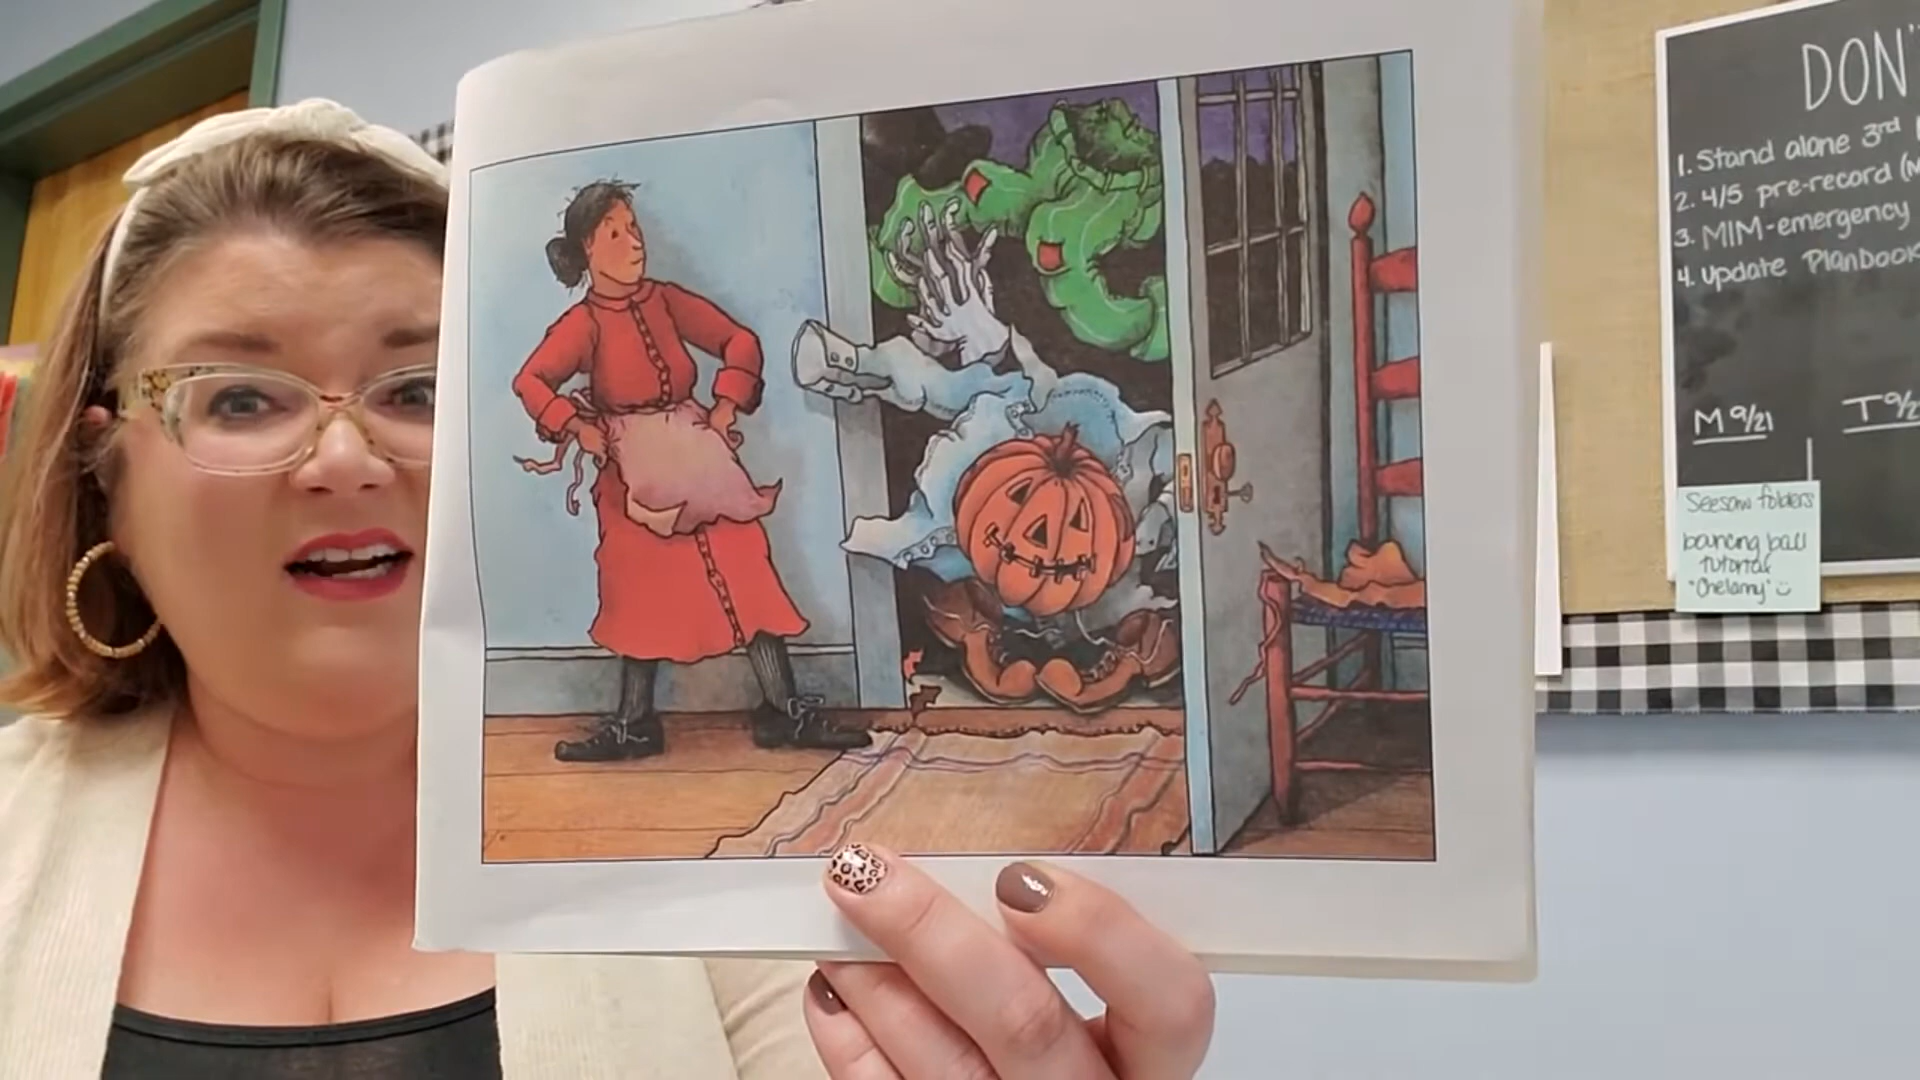 DON'
1. Stand alone 3rd
2. 4/5 pre-record
3. MIM-emergency
4. update Planbook
M 9/21
T 9/2
Seesaw folders
bouncing ball
tutorial
"Chelamy"